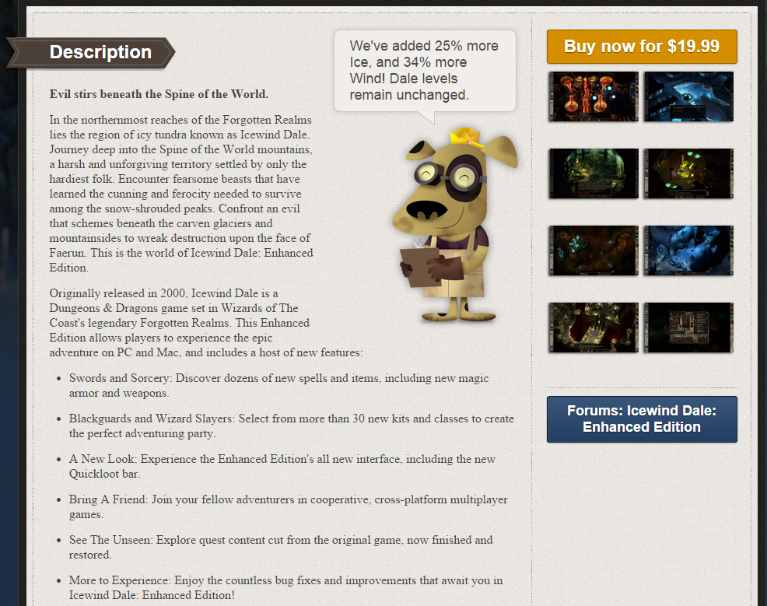 Description
We've added 25% more
Ice, and 34% more
Wind! Dale levels
remain unchanged.
Buy now for $19.99
Evil stirs beneath the Spine of the World.
In the northernmost reaches of the Forgotten Realms
lies the region of icy tundra known as Icewind Dale.
Journey deep into the Spine of the World mountains,
a harsh and unforgiving territory settled by only the
hardiest folk. Encounter fearsome beasts that have
learned the cunning and ferocity needed to survive
among the snow-shrouded peaks. Confront an evil
that schemes beneath the carven glaciers and
mountainsides to wreak destruction upon the face of
Faerun. This is the world of Icewind Dale: Enhanced
Edition.
Originally released in 2000, Icewind Dale is a
Dungeons & Dragons game set in Wizards of The
Coast's legendary Forgotten Realms. This Enhanced
Edition allows players to experience the epic
adventure on PC and Mac, and includes a host of new features:
• Swords and Sorcery: Discover dozens of new spells and items, including new magic
armor and weapons.
• Blackguards and Wizard Slayers: Select from more than 30 new kits and classes to create
the perfect adventuring party.
• A New Look: Experience the Enhanced Edition's all new interface, including the new
Quickloot bar.
• Bring A Friend: Join your fellow adventurers in cooperative, cross-platform multiplayer
games.
• See The Unseen: Explore quest content cut from the original game, now finished and
restored.
• More to Experience: Enjoy the countless bug fixes and improvements that await you in
Icewind Dale: Enhanced Edition!
Forums: Icewind Dale:
Enhanced Edition